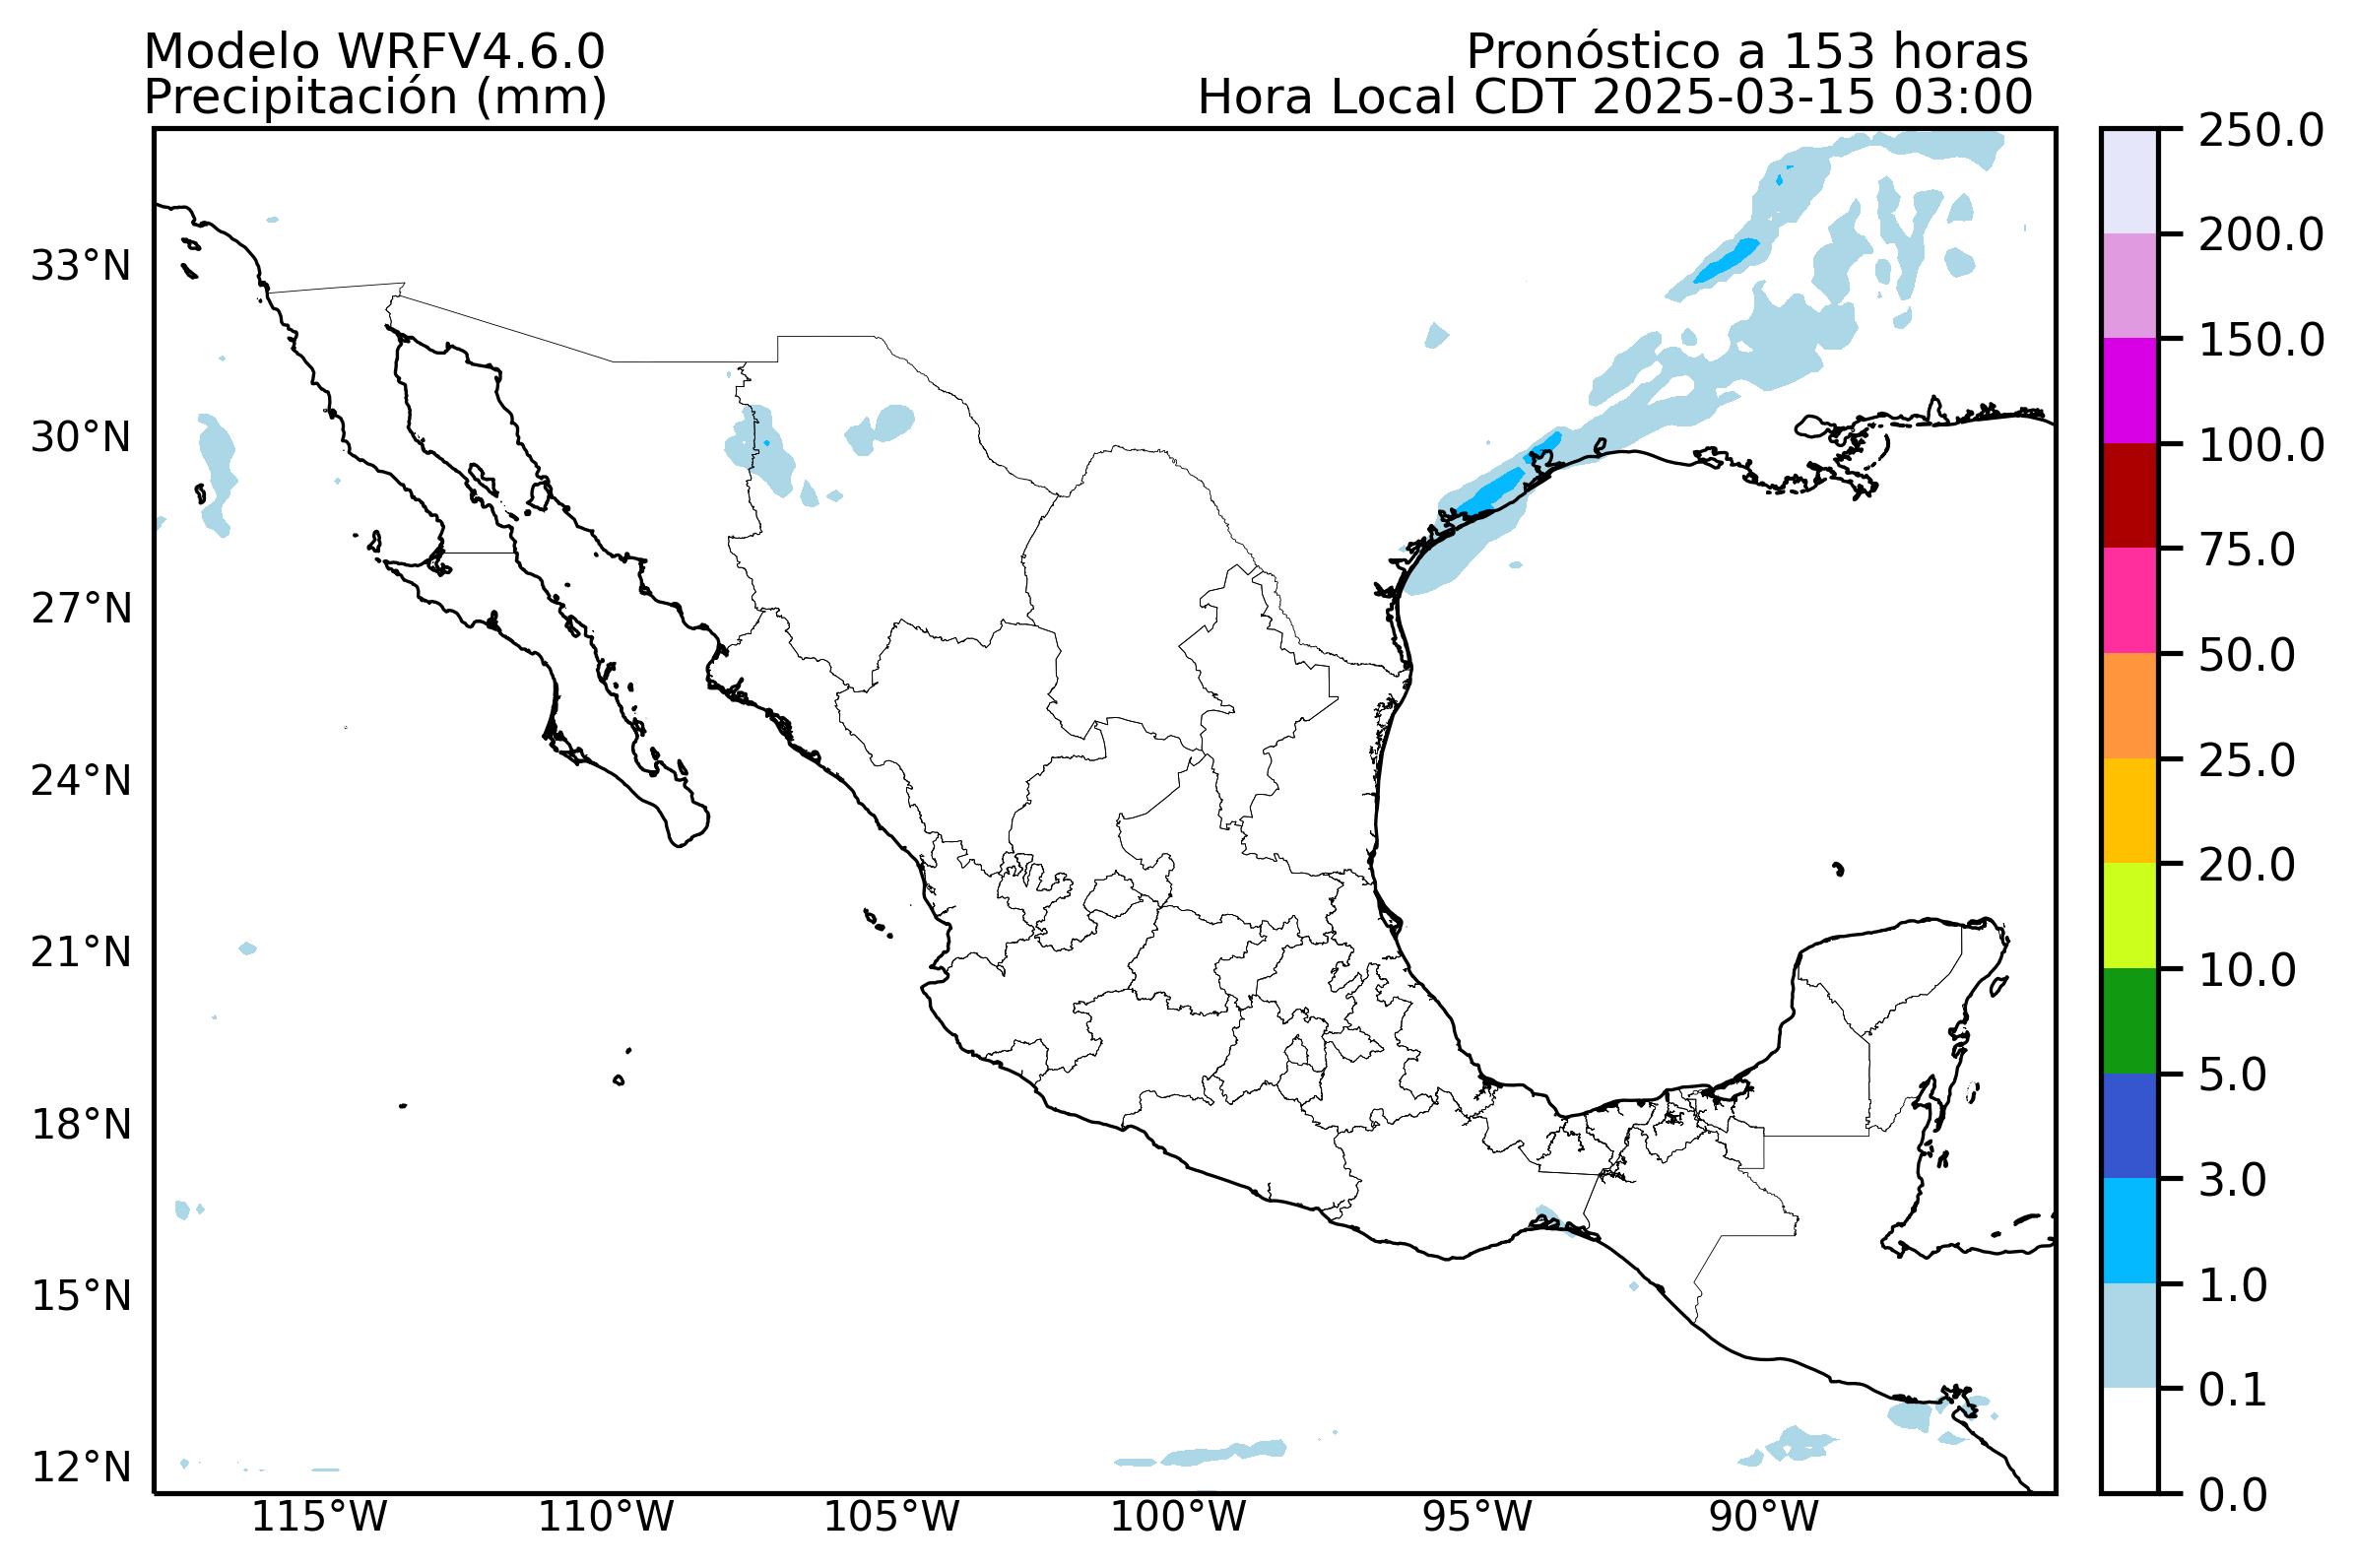 Modelo WRFV4.6.0
Precipitación (mm)
Pronóstico a 153 horas
Hora Local CDT 2025-03-15 03:00
33°N
30°N
27°N
24°N
21°N
18°N
15°N
12°N
115°W
110°W
105°W
100°W
95°W
90°W
250.0
200.0
150.0
100.0
75.0
50.0
25.0
20.0
10.0
5.0
3.0
1.0
0.1
0.0